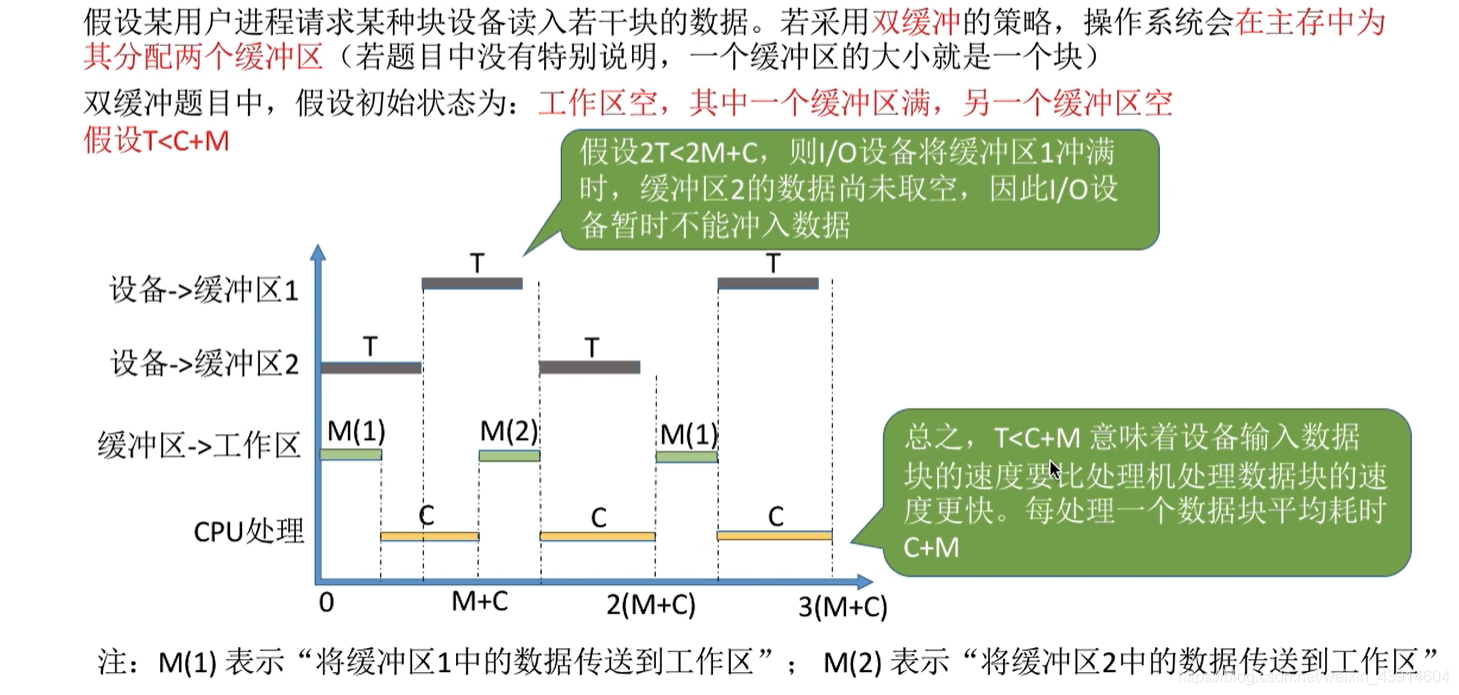 假设某用户进程请求某种块设备读入若干块的数据。若采用双缓冲的策略，操作系统会在主存中为
其分配两个缓冲区（若题目中没有特别说明，一个缓冲区的大小就是一个块）
双缓冲题目中，假设初始状态为：工作区空，其中一个缓冲区满，另一个缓冲区空
假设T<C+M
假设2T<2M+C，则I/O设备将缓冲区1冲满
时，缓冲区2的数据尚未取空，因此I/O设
备暂时不能冲入数据
T
T
设备->缓冲区1
T
T
设备->缓冲区2
M(1)
M(2)
M(1)
缓冲区->工作区
C
C
C
CPU处理
总之，T<C+M 意味着设备输入数据
块的速度要比处理机处理数据块的速
度更快。每处理一个数据块平均耗时
C+M
0
M+C
2(M+C)
3(M+C)
注：M(1) 表示“将缓冲区1中的数据传送到工作区”； M(2) 表示“将缓冲区2中的数据传送到工作区”
https://blog.csdn.net/weixin_43914604